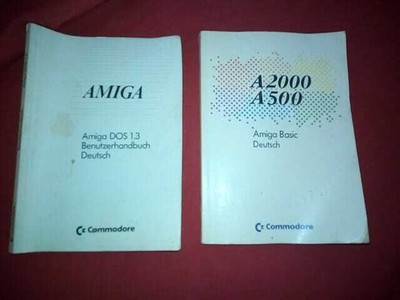 AMIGA
Amiga DOS 1.3
Benutzerhandbuch
Deutsch
Commodore
A2000
A500
Amiga Basic
Deutsch
Commodore